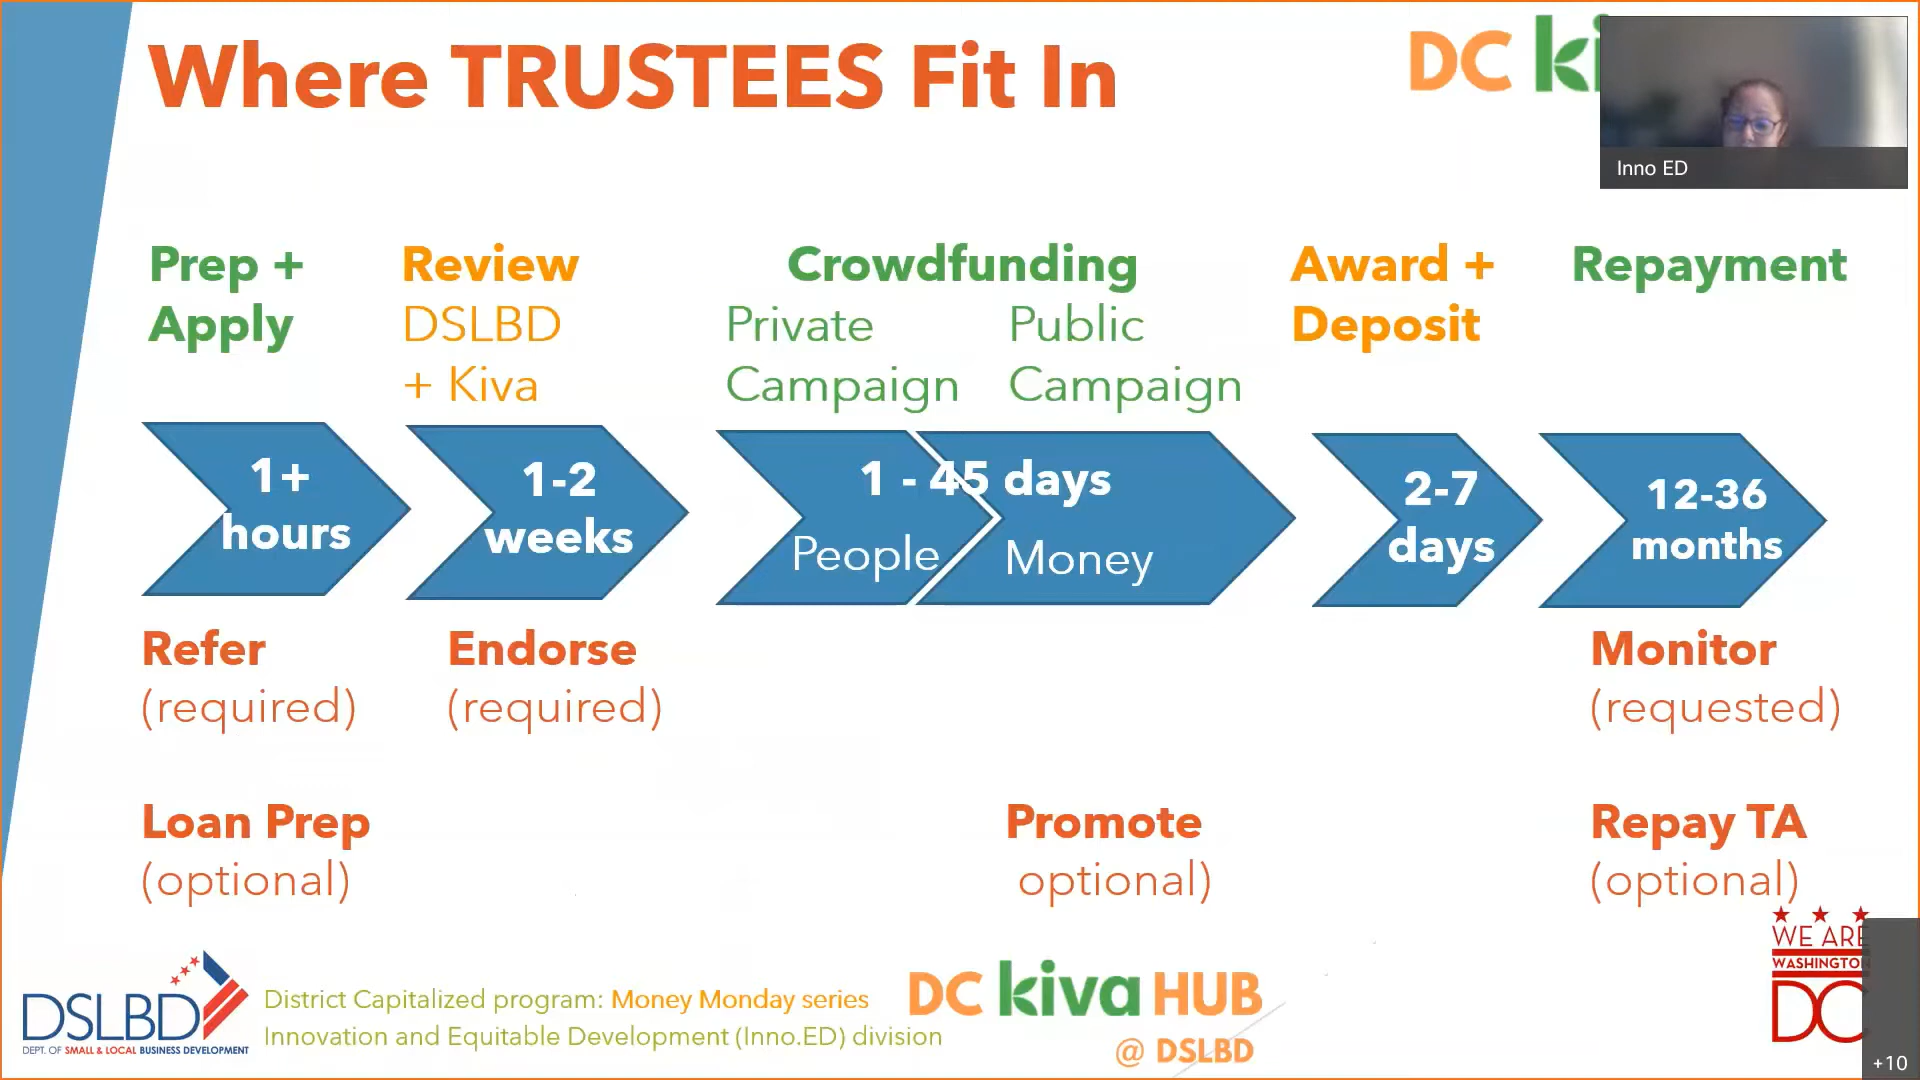 Where TRUSTEES Fit In
DC ki
Inno ED
Prep +
Apply
Review
DSLBD
+ Kiva
Crowdfunding
Private
Campaign
Public
Campaign
Award +
Deposit
Repayment
1+
hours
1-2
weeks
1 - 45 days
People
Money
2-7
days
12-36
months
Refer
(required)
Endorse
(required)
Monitor
(requested)
Loan Prep
(optional)
Promote
optional)
Repay TA
(optional)
DSLBD
DEPT. OF SMALL & LOCAL BUSINESS DEVELOPMENT
District Capitalized program: Money Monday series
Innovation and Equitable Development (Inno.ED) division
DC kiva HUB
@ DSLBD
WE ARE
WASHINGTON
DC
+10